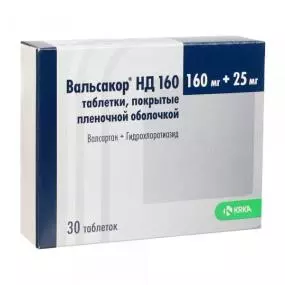 Вальсакор® НД 160
160 мг + 25 мг
таблетки, покрытые
пленочной оболочкой
Валсартан + Гидрохлоротиазид
30 таблеток
KRKA